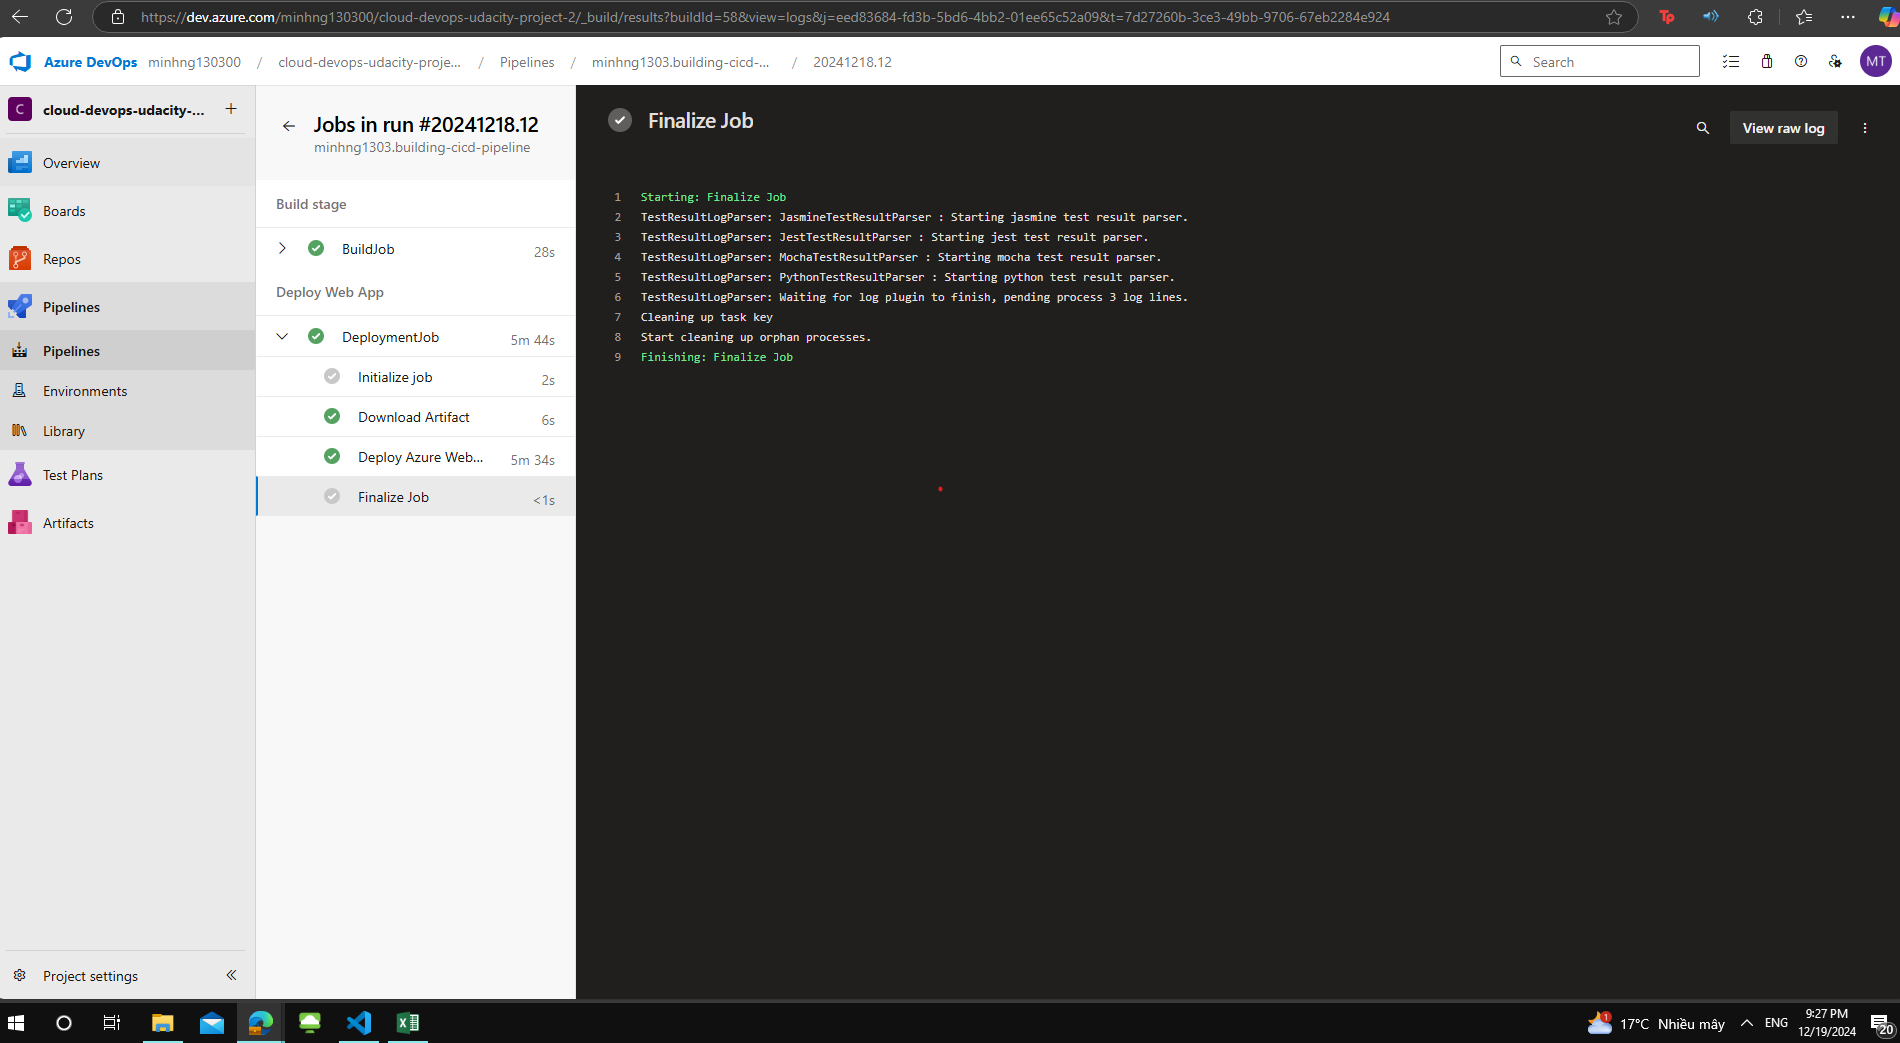 https://dev.azure.com/minhng130300/cloud-devops-udacity-project-2/_build/results?buildId=58&view=logs&j=eed83684-fd3b-5bd6-4bb2-01ee65c52a09&t=7d27260b-3ce3-49bb-9706-67eb2284e924
Azure DevOps minhng130300 / cloud-devops-udacity-proje... / Pipelines / minhng1303.building-cicd-... / 20241218.12
Search
MT
C cloud-devops-udacity-... +
Overview
Boards
Repos
Pipelines
Pipelines
Environments
Library
Test Plans
Artifacts
Project settings
Jobs in run #20241218.12
minhng1303.building-cicd-pipeline
Build stage
BuildJob 28s
Deploy Web App
DeploymentJob 5m 44s
Initialize job 2s
Download Artifact 6s
Deploy Azure Web... 5m 34s
Finalize Job <1s
Finalize Job
View raw log
1 Starting: Finalize Job
2 TestResultLogParser: JasmineTestResultParser : Starting jasmine test result parser.
3 TestResultLogParser: JestTestResultParser : Starting jest test result parser.
4 TestResultLogParser: MochaTestResultParser : Starting mocha test result parser.
5 TestResultLogParser: PythonTestResultParser : Starting python test result parser.
6 TestResultLogParser: Waiting for log plugin to finish, pending process 3 log lines.
7 Cleaning up task key
8 Start cleaning up orphan processes.
9 Finishing: Finalize Job
1 17°C Nhiều mây ENG
9:27 PM
12/19/2024
20